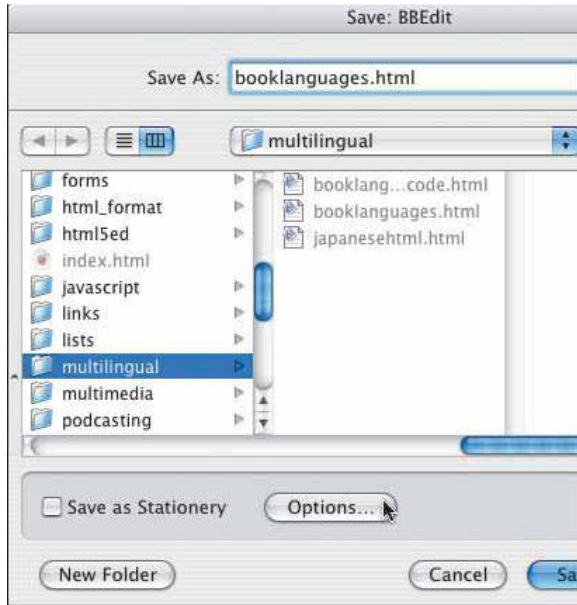 Save: BBEdit
Save As: booklanguages.html
multilingual
forms
html_format
html5ed
index.html
javascript
links
lists
multilingual
multimedia
podcasting
booklang...code.html
booklanguages.html
japanesehtml.html
Save as Stationery
Options...
New Folder
Cancel
Sa